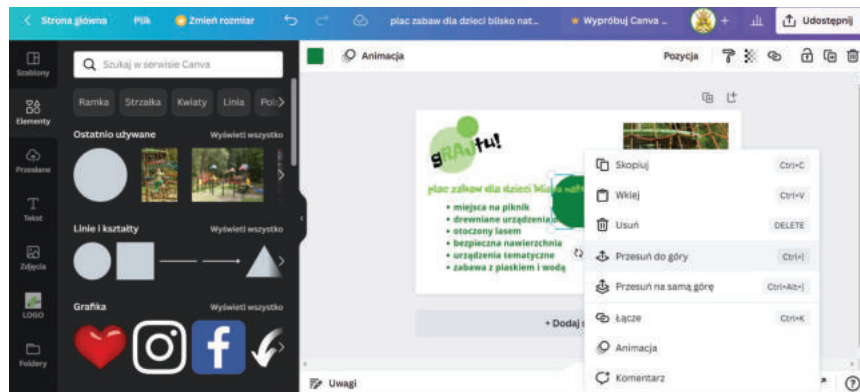 Strona główna Plik Zmień rozmiar plac zabaw dla dzieci blisko nat... Wypróbuj Canva ... + Udostępnij
Szablony
Elementy
Przesłane
Tekst
Zdjęcia
LOGO
Foldery
Szukaj w serwisie Canva
Ramka Strzałka Kwiaty Linia
Ostatnio używane Wyświetl wszystko
Linie i kształty Wyświetl wszystko
Grafika Wyświetl wszystko
Animacja Pozycja
gRAJtu!
plac zabaw dla dzieci blisko
• miejsca na piknik
• drewniane urządzenia
• otoczony lasem
• bezpieczna nawierzchnia
• urządzenia tematyczne
• zabawa z piaskiem i wodą
+ Dodaj
Skopiuj Ctrl+C
Wklej Ctrl+V
Usuń DELETE
Przesuń do góry Ctrl+]
Przesuń na samą górę Ctrl+Alt+]
Łącze Ctrl+K
Animacja
Komentarz
Uwagi